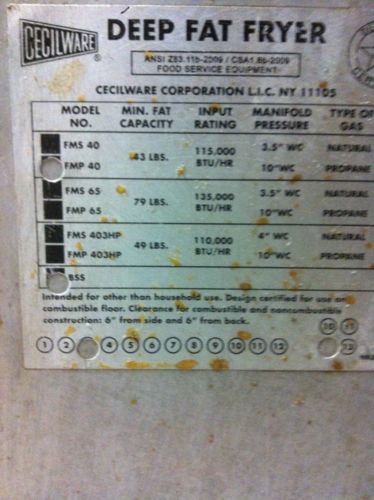 CECILWARE ®
DEEP FAT FRYER
ANSI Z83.11b-2009 / CSA1.8b-2009
FOOD SERVICE EQUIPMENT
CECILWARE CORPORATION L.I.C. NY 11105
MODEL NO. MIN. FAT CAPACITY INPUT RATING MANIFOLD PRESSURE TYPE OF GAS
FMS 40 43 LBS. 115,000 BTU/HR 3.5" WC NATURAL
FMP 40 10"WC PROPANE
FMS 65 79 LBS. 135,000 BTU/HR 3.5" WC NATURAL
FMP 65 10"WC PROPANE
FMS 403HP 49 LBS. 110,000 BTU/HR 4" WC NATURAL
FMP 403HP 10"WC PROPANE
BSS
Intended for other than household use. Design certified for use on
combustible floor. Clearance for combustible and noncombustible
construction: 6" from side and 6" from back.
10 11
1 2 4 5 6 7 8 9 10 11 12 13